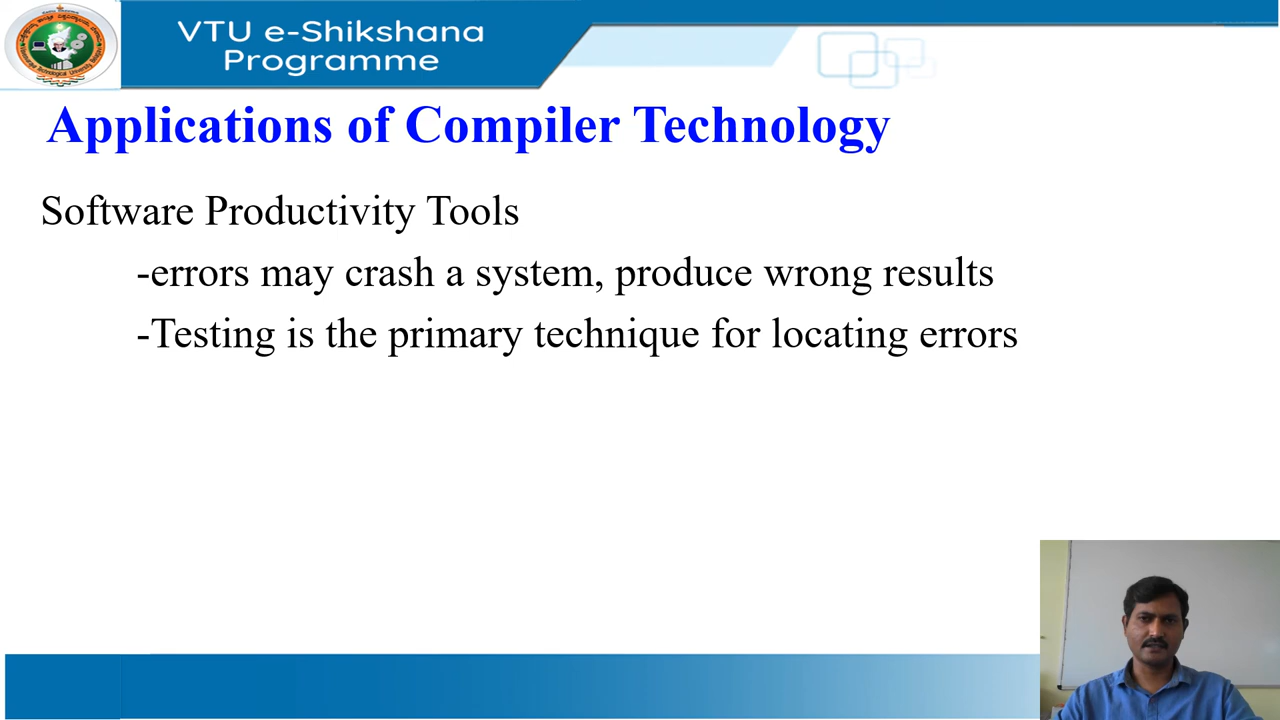 VTU e-Shikshana
Programme
Applications of Compiler Technology
Software Productivity Tools
-errors may crash a system, produce wrong results
-Testing is the primary technique for locating errors